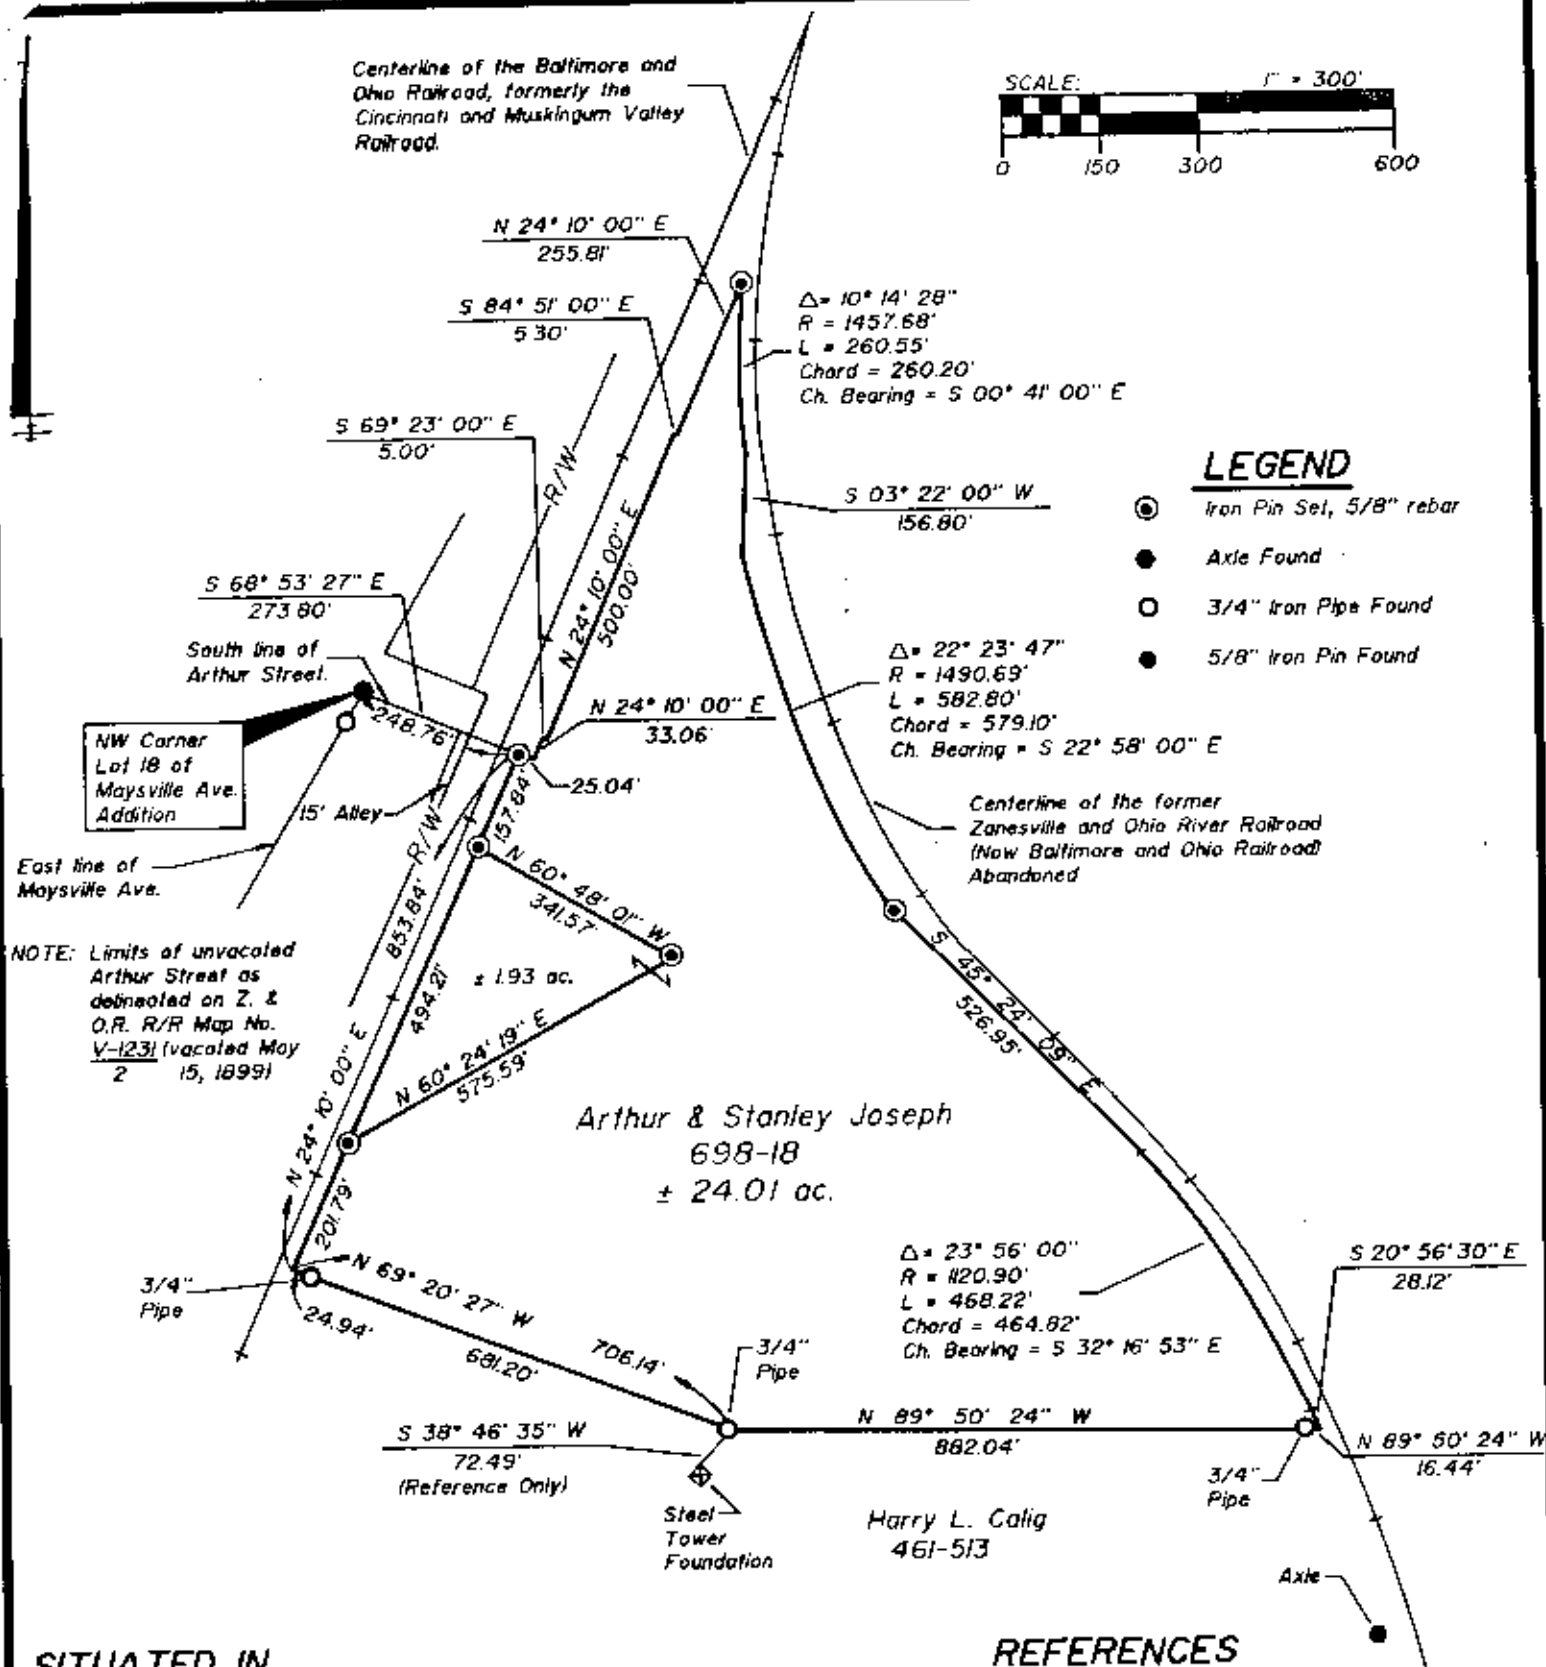 Centerline of the Baltimore and
Ohio Railroad, formerly the
Cincinnati and Muskingum Valley
Railroad.
SCALE: 1" = 300'
0 150 300 600
N 24° 10' 00" E
255.81'
S 84° 51' 00" E
5.30'
Δ= 10° 14' 28"
R = 1457.68'
L = 260.55'
Chord = 260.20'
Ch. Bearing = S 00° 41' 00" E
S 69° 23' 00" E
5.00'
R/W
LEGEND
Iron Pin Set, 5/8" rebar
Axle Found
3/4" Iron Pipe Found
5/8" Iron Pin Found
S 03° 22' 00" W
156.80'
N 24° 10' 00" E
500.00'
S 68° 53' 27" E
273.80'
South line of
Arthur Street.
248.76'
N 24° 10' 00" E
33.06'
25.04'
Δ= 22° 23' 47"
R = 1490.69'
L = 582.80'
Chord = 579.10'
Ch. Bearing = S 22° 58' 00" E
NW Corner
Lot 18 of
Maysville Ave.
Addition
15' Alley
R/W
157.84'
Centerline of the former
Zanesville and Ohio River Railroad
(Now Baltimore and Ohio Railroad)
Abandoned
East line of
Maysville Ave.
N 60° 48' 01" W
341.57'
853.84'
N 24° 10' 00" E
494.21'
± 1.93 ac.
NOTE: Limits of unvacated
Arthur Street as
delineated on Z. &
O.R. R/R Map No.
V-1231 (vacated May
2 15, 1899)
N 60° 24' 19" E
575.59'
S 45° 24' 09" E
526.95'
Arthur & Stanley Joseph
698-18
± 24.01 ac.
201.79'
3/4"
Pipe
24.94'
N 69° 20' 27" W
681.20'
706.14'
3/4"
Pipe
Δ= 23° 56' 00"
R = 1120.90'
L = 468.22'
Chord = 464.82'
Ch. Bearing = S 32° 16' 53" E
S 20° 56' 30" E
28.12'
S 38° 46' 35" W
72.49'
(Reference Only)
N 89° 50' 24" W
882.04'
N 89° 50' 24" W
16.44'
3/4"
Pipe
Steel
Tower
Foundation
Harry L. Calig
461-513
Axle
SITUATED IN
REFERENCES